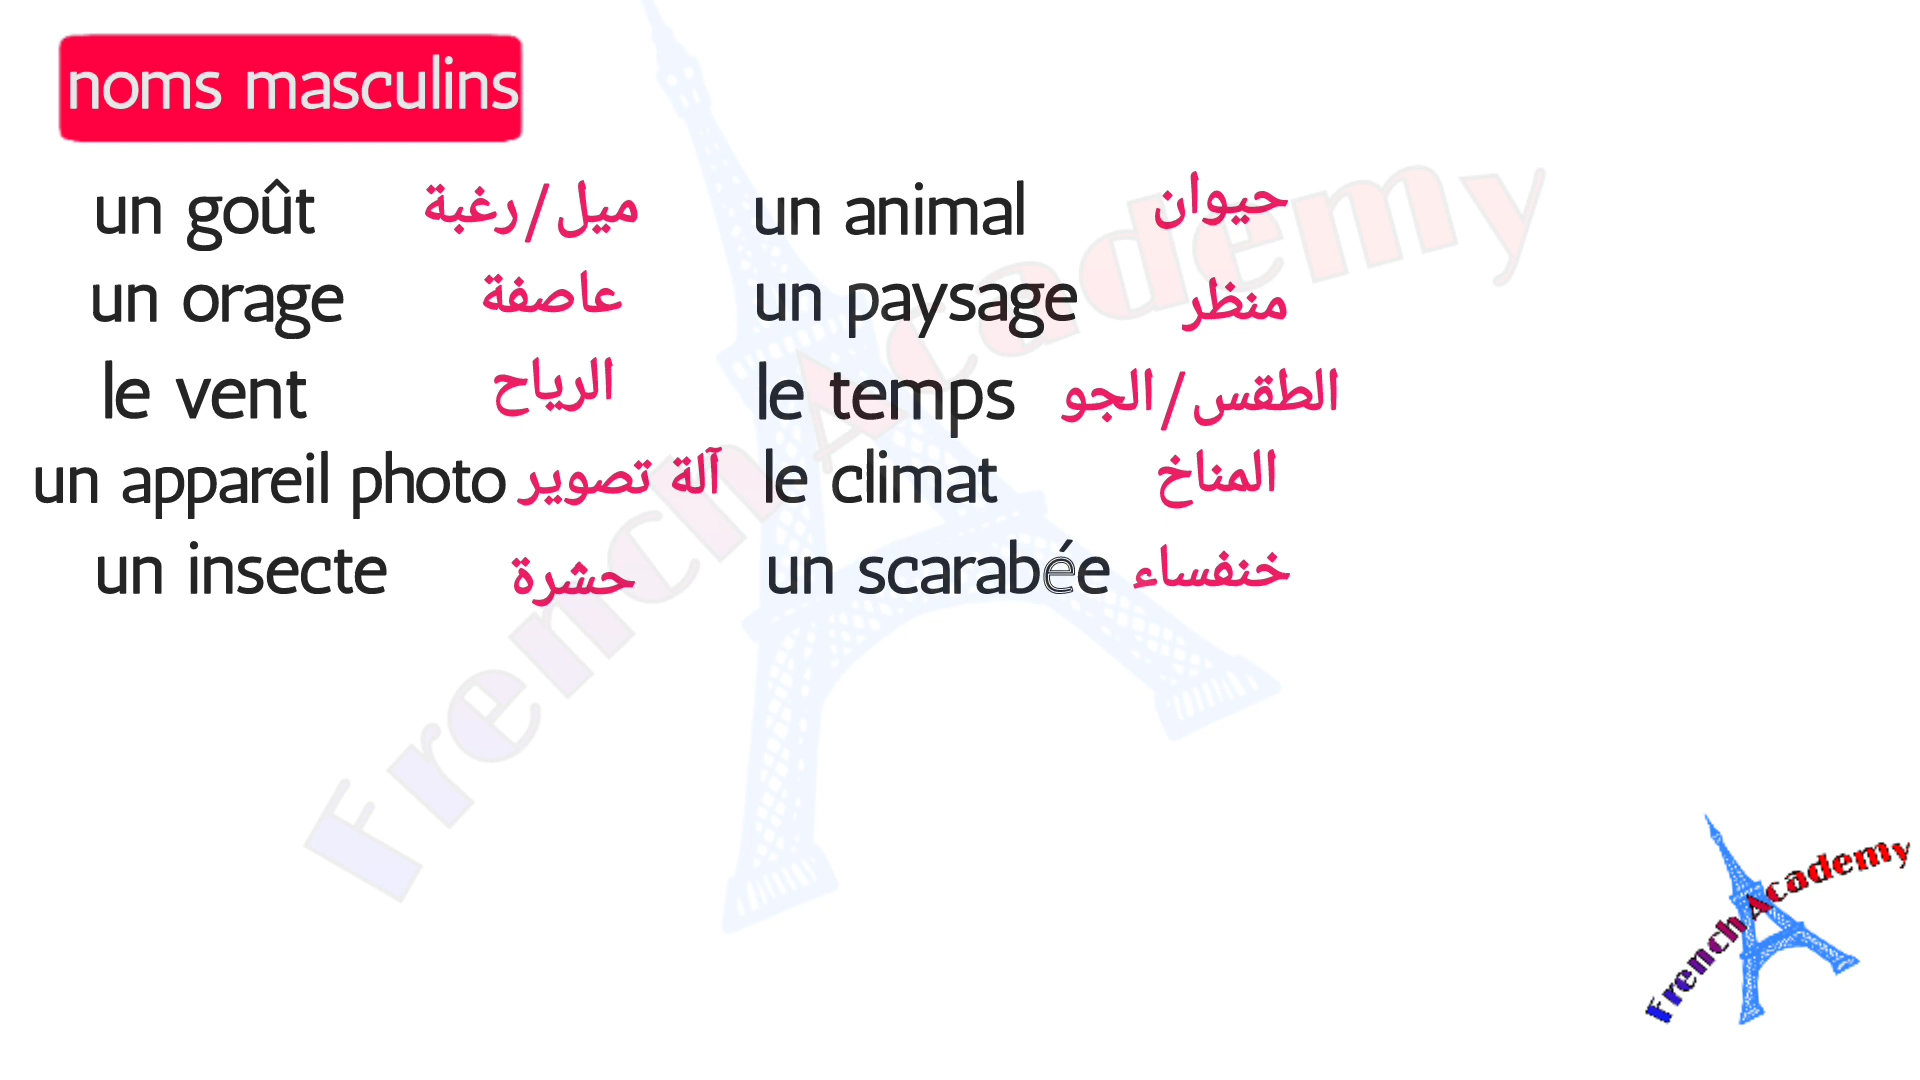 noms masculins
un goût ميل/رغبة
un orage عاصفة
le vent الرياح
un appareil photo آلة تصوير
un insecte حشرة
un animal حيوان
un paysage منظر
le temps الطقس/الجو
le climat المناخ
un scarabée خنفساء
French Academy
French Academy